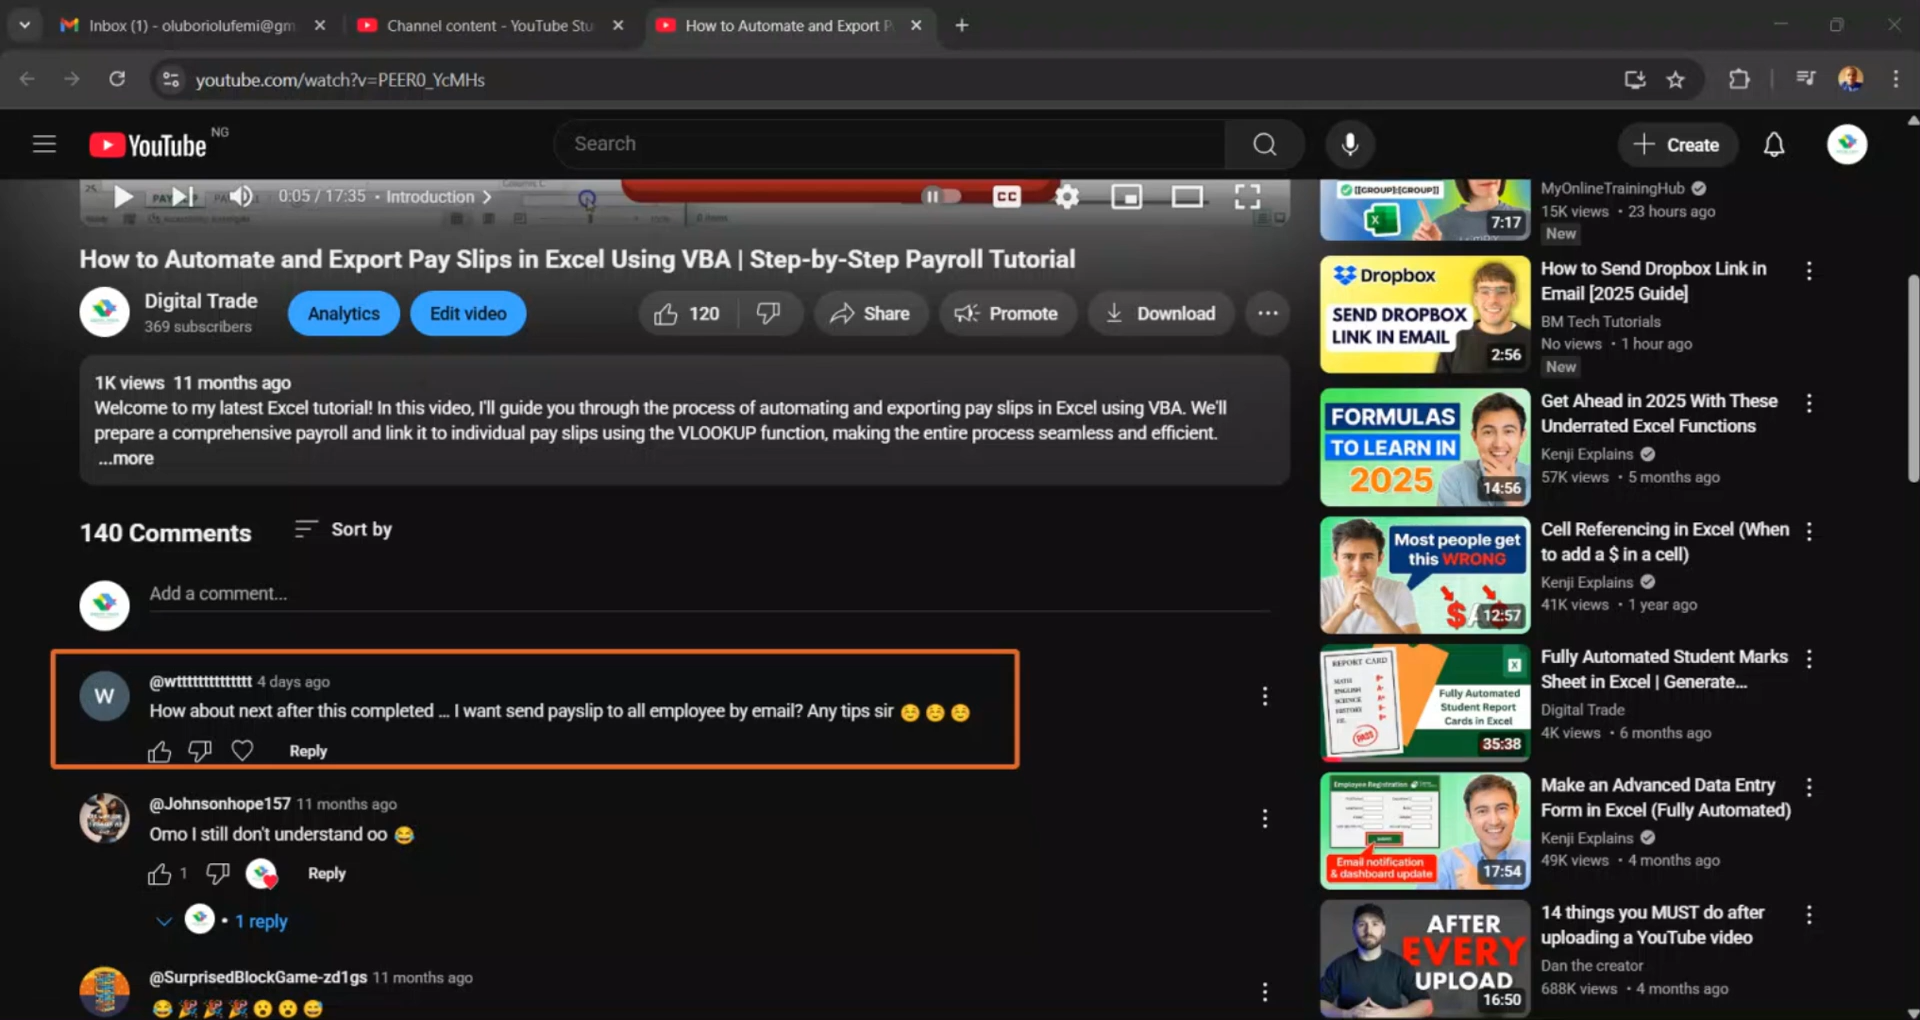 Inbox (1) - oluboriolufemi@gm
Channel content - YouTube Stu
How to Automate and Export P
youtube.com/watch?v=PEER0_YcMHs
YouTube NG
Search
Create
0:05 / 17:35 • Introduction
CC
How to Automate and Export Pay Slips in Excel Using VBA | Step-by-Step Payroll Tutorial
Digital Trade
369 subscribers
Analytics
Edit video
120
Share
Promote
Download
1K views 11 months ago
Welcome to my latest Excel tutorial! In this video, I'll guide you through the process of automating and exporting pay slips in Excel using VBA. We'll
prepare a comprehensive payroll and link it to individual pay slips using the VLOOKUP function, making the entire process seamless and efficient.
...more
140 Comments
Sort by
Add a comment...
W
@wtttttttttttttt 4 days ago
How about next after this completed ... I want send payslip to all employee by email? Any tips sir ☺️ ☺️ ☺️
Reply
@Johnsonhope157 11 months ago
Omo I still don't understand oo 😂
1
Reply
• 1 reply
@SurprisedBlockGame-zd1gs 11 months ago
😂🎉🎉🎉😮😮😅
[[GROUP]:[GROUP]]
7:17
MyOnlineTrainingHub
15K views • 23 hours ago
New
Dropbox
SEND DROPBOX
LINK IN EMAIL
2:56
How to Send Dropbox Link in
Email [2025 Guide]
BM Tech Tutorials
No views • 1 hour ago
New
FORMULAS
TO LEARN IN
2025
14:56
Get Ahead in 2025 With These
Underrated Excel Functions
Kenji Explains
57K views • 5 months ago
Most people get
this WRONG
$A$
12:57
Cell Referencing in Excel (When
to add a $ in a cell)
Kenji Explains
41K views • 1 year ago
REPORT CARD
MATH
ENGLISH
SCIENCE
HISTORY
P.E.
PASS
Fully Automated
Student Report
Cards in Excel
35:38
Fully Automated Student Marks
Sheet in Excel | Generate...
Digital Trade
4K views • 6 months ago
Employee Registration
Email notification
& dashboard update
17:54
Make an Advanced Data Entry
Form in Excel (Fully Automated)
Kenji Explains
49K views • 4 months ago
AFTER
EVERY
UPLOAD
16:50
14 things you MUST do after
uploading a YouTube video
Dan the creator
688K views • 4 months ago